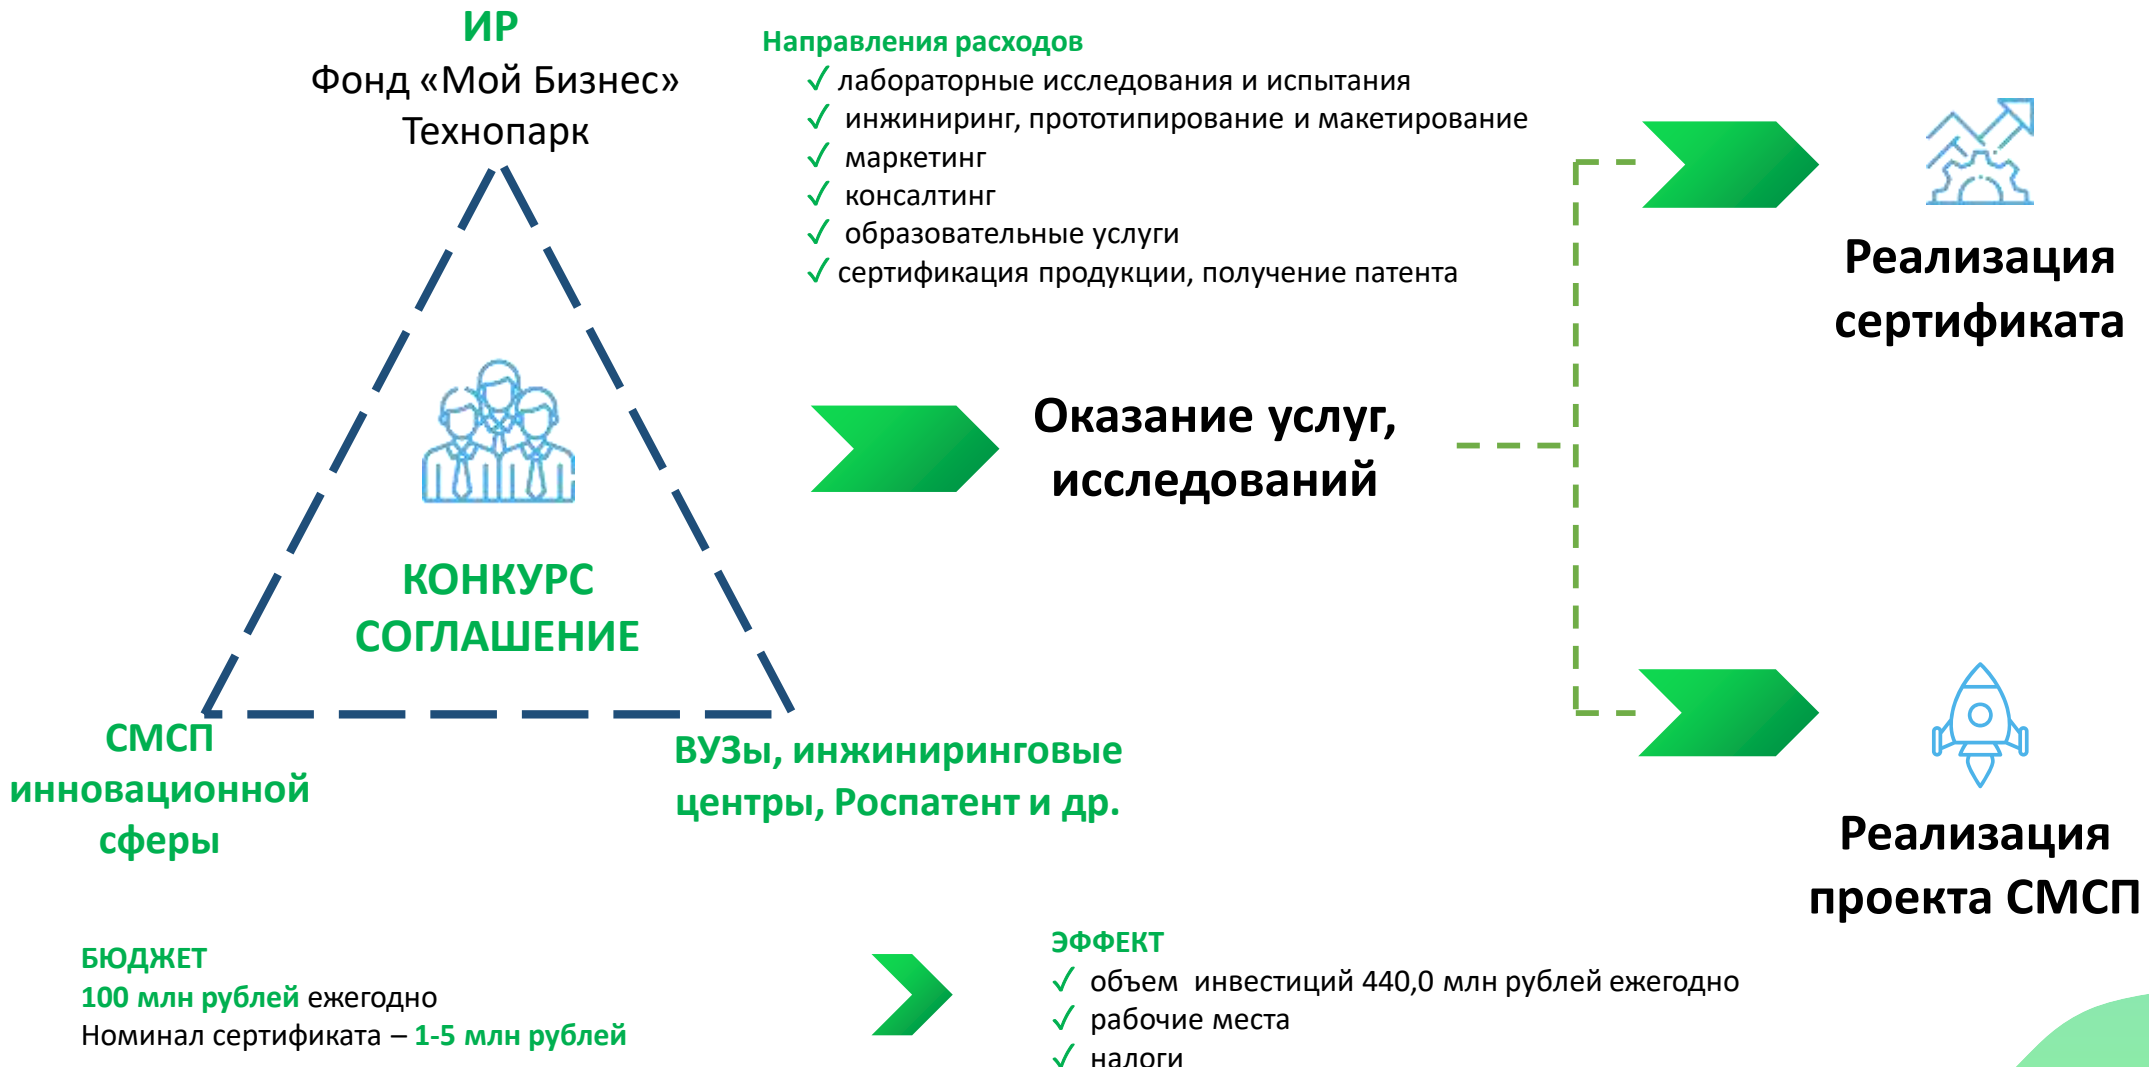 ИР
Фонд «Мой Бизнес»
Технопарк
Направления расходов
лабораторные исследования и испытания
инжиниринг, прототипирование и макетирование
маркетинг
консалтинг
образовательные услуги
сертификация продукции, получение патента
Реализация
сертификата
Оказание услуг,
исследований
КОНКУРС
СОГЛАШЕНИЕ
СМСП
инновационной
сферы
ВУЗы, инжиниринговые
центры, Роспатент и др.
Реализация
проекта СМСП
БЮДЖЕТ
100 млн рублей ежегодно
Номинал сертификата – 1-5 млн рублей
ЭФФЕКТ
объем инвестиций 440,0 млн рублей ежегодно
рабочие места
налоги